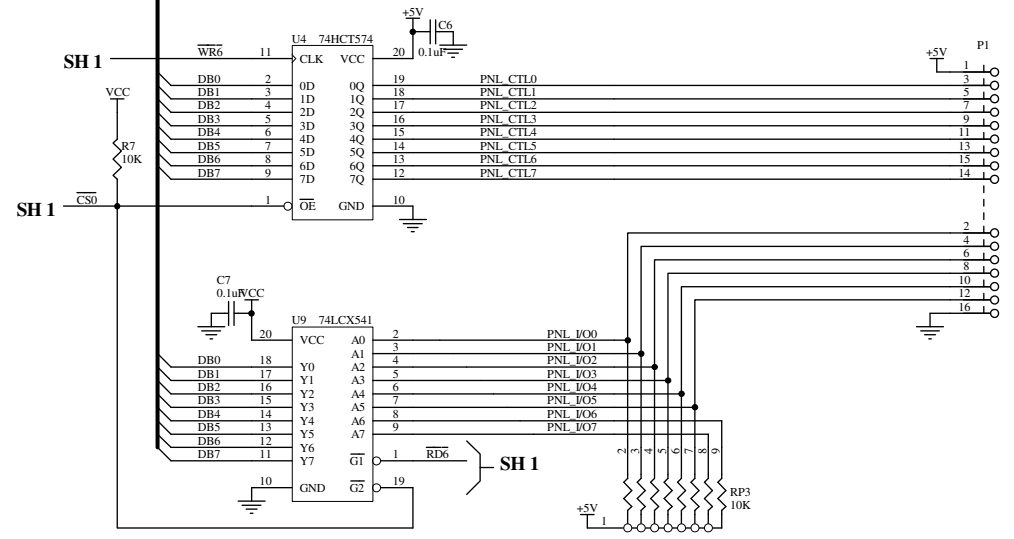 +5V
C6
0.1uF
U4 74HCT574
SH 1
WR6 11 CLK VCC 20
DB0 2 0D 0Q 19 PNL_CTL0
DB1 3 1D 1Q 18 PNL_CTL1
DB2 4 2D 2Q 17 PNL_CTL2
DB3 5 3D 3Q 16 PNL_CTL3
DB4 6 4D 4Q 15 PNL_CTL4
DB5 7 5D 5Q 14 PNL_CTL5
DB6 8 6D 6Q 13 PNL_CTL6
DB7 9 7D 7Q 12 PNL_CTL7
VCC
R7
10K
SH 1
CS0 1 OE GND 10
P1
+5V
1
3
5
7
9
11
13
15
14
2
4
6
8
10
12
16
C7
0.1uF
VCC
U9 74LCX541
20 VCC A0 2 PNL_I/O0
A1 3 PNL_I/O1
DB0 18 Y0 A2 4 PNL_I/O2
DB1 17 Y1 A3 5 PNL_I/O3
DB2 16 Y2 A4 6 PNL_I/O4
DB3 15 Y3 A5 7 PNL_I/O5
DB4 14 Y4 A6 8 PNL_I/O6
DB5 13 Y5 A7 9 PNL_I/O7
DB6 12 Y6
DB7 11 Y7 G1 1 RD6
SH 1
10 GND G2 19
2 3 4 5 6 7 8 9
RP3
10K
+5V
1